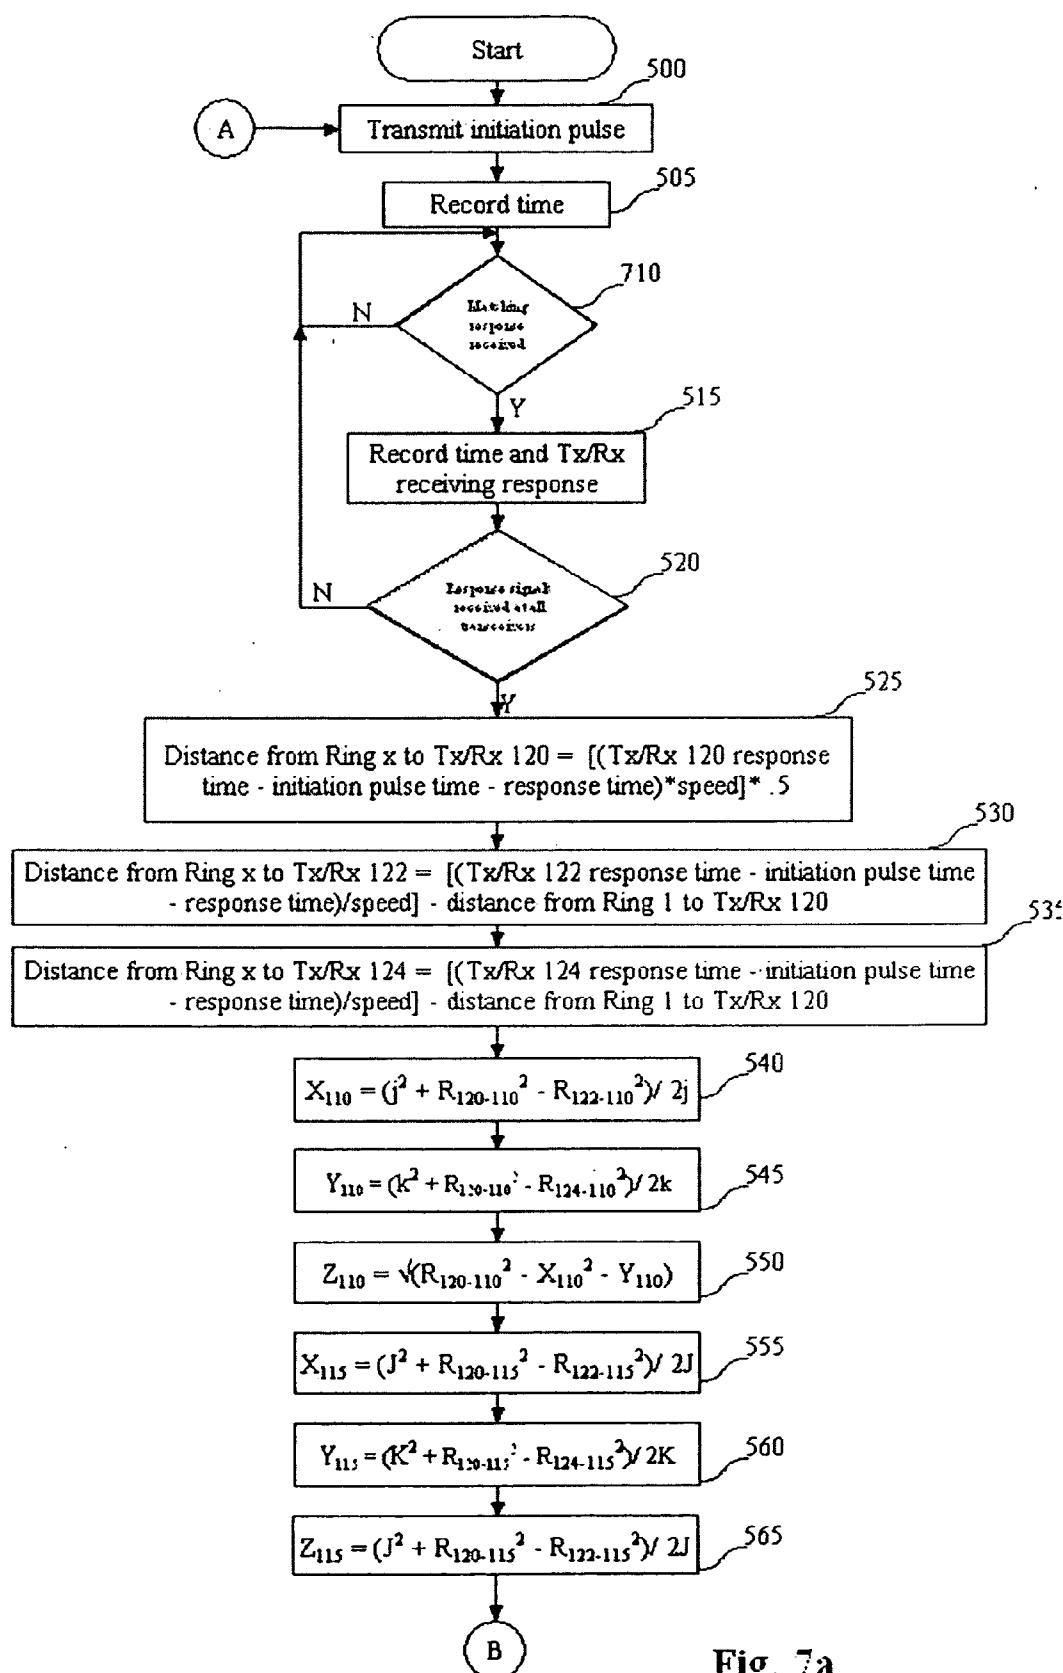 Start
500
A
Transmit initiation pulse
505
Record time
710
Matching
response
received
N
Y
515
Record time and Tx/Rx
receiving response
520
Response signals
received at all
transceivers
N
Y
525
Distance from Ring x to Tx/Rx 120 = [(Tx/Rx 120 response
time - initiation pulse time - response time)*speed]* .5
530
Distance from Ring x to Tx/Rx 122 = [(Tx/Rx 122 response time - initiation pulse time
- response time)/speed] - distance from Ring 1 to Tx/Rx 120
535
Distance from Ring x to Tx/Rx 124 = [(Tx/Rx 124 response time - initiation pulse time
- response time)/speed] - distance from Ring 1 to Tx/Rx 120
540
X₁₁₀ = (j² + R₁₂₀₋₁₁₀² - R₁₂₂₋₁₁₀²)/ 2j
545
Y₁₁₀ = (k² + R₁₂₀₋₁₁₀² - R₁₂₄₋₁₁₀²)/ 2k
550
Z₁₁₀ = √(R₁₂₀₋₁₁₀² - X₁₁₀² - Y₁₁₀)
555
X₁₁₅ = (J² + R₁₂₀₋₁₁₅² - R₁₂₂₋₁₁₅²)/ 2J
560
Y₁₁₅ = (K² + R₁₂₀₋₁₁₅² - R₁₂₄₋₁₁₅²)/ 2K
565
Z₁₁₅ = (J² + R₁₂₀₋₁₁₅² - R₁₂₂₋₁₁₅²)/ 2J
B
Fig. 7a